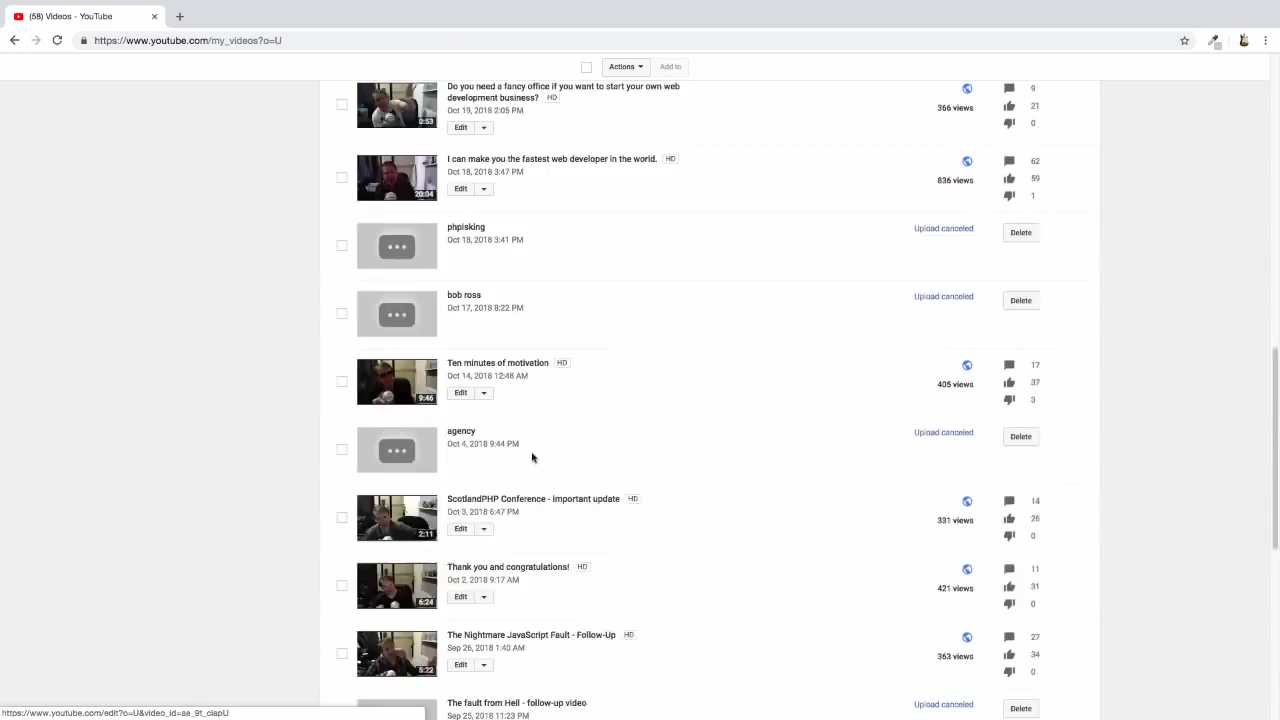 (58) Videos - YouTube
https://www.youtube.com/my_videos?o=U
Actions
Add to
Do you need a fancy office if you want to start your own web
development business? HD
Oct 19, 2018 2:05 PM
Edit
0:53
366 views
9
21
0
I can make you the fastest web developer in the world. HD
Oct 18, 2018 3:47 PM
Edit
20:04
836 views
62
59
1
phpisking
Oct 18, 2018 3:41 PM
Upload canceled
Delete
bob ross
Oct 17, 2018 8:22 PM
Upload canceled
Delete
Ten minutes of motivation HD
Oct 14, 2018 12:48 AM
Edit
9:46
405 views
17
37
3
agency
Oct 4, 2018 9:44 PM
Upload canceled
Delete
ScotlandPHP Conference - important update HD
Oct 3, 2018 6:47 PM
Edit
2:11
331 views
14
26
0
Thank you and congratulations! HD
Oct 2, 2018 9:17 AM
Edit
6:24
421 views
11
31
0
The Nightmare JavaScript Fault - Follow-Up HD
Sep 26, 2018 1:40 AM
Edit
5:22
363 views
27
34
0
The fault from Hell - follow-up video
Sep 25, 2018 11:23 PM
Upload canceled
Delete
https://www.youtube.com/edit?o=U&video_id=ae_9t_ciapU